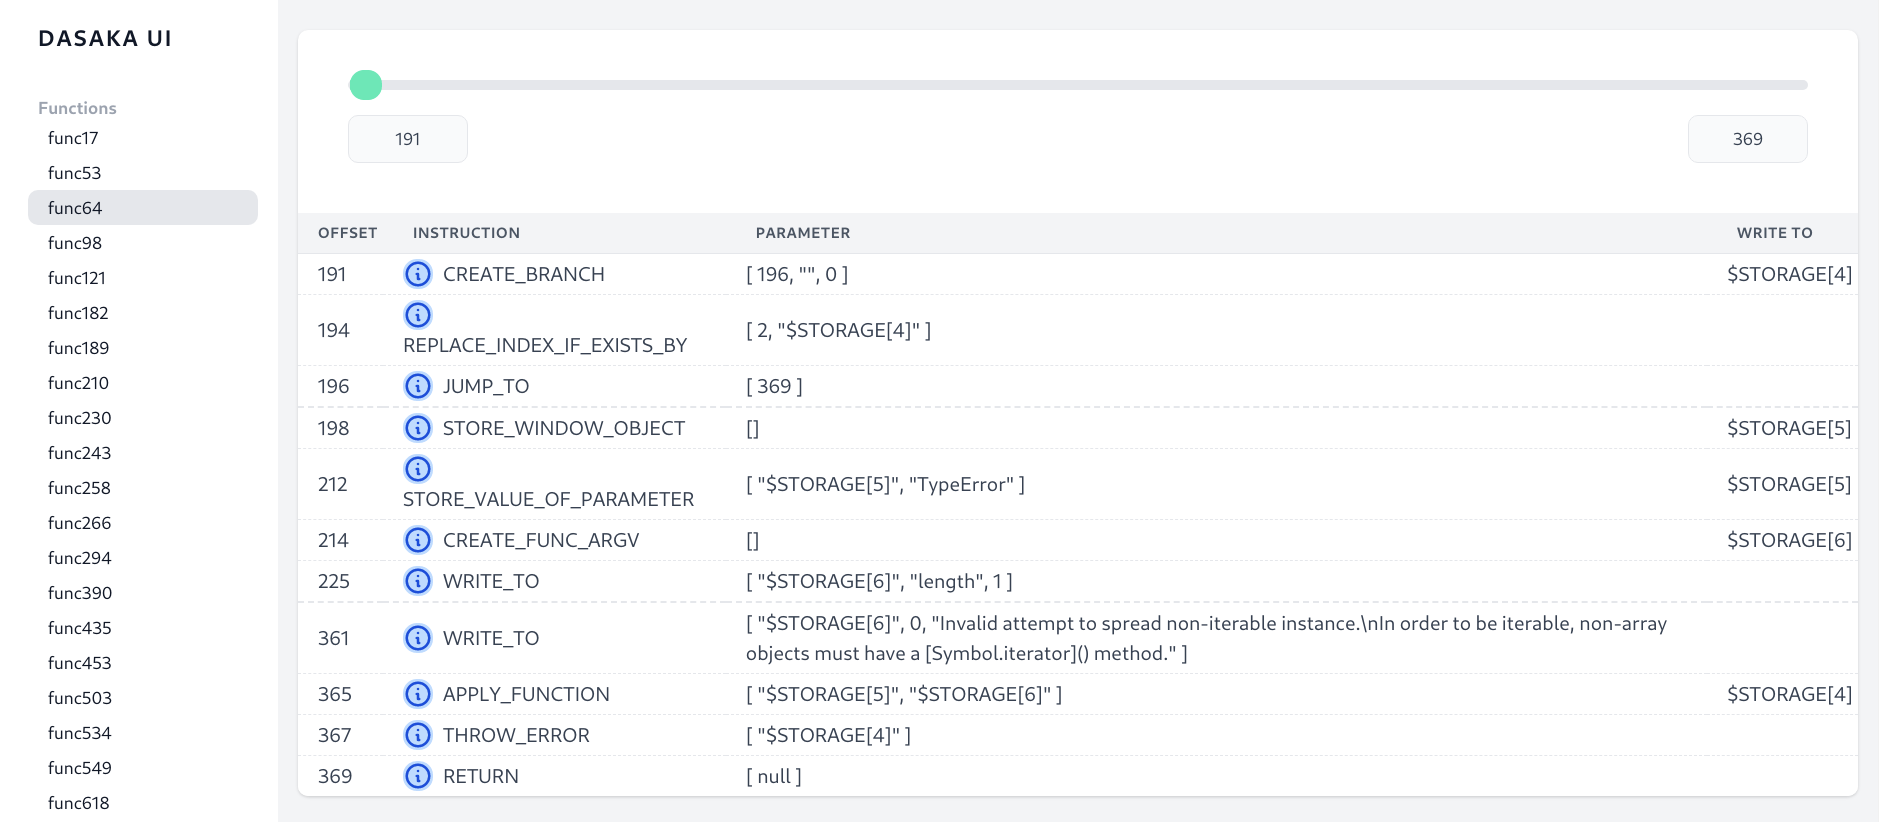 DASAKA UI
Functions
func17
func53
func64
func98
func121
func182
func189
func210
func230
func243
func258
func266
func294
func390
func435
func453
func503
func534
func549
func618
191
369
OFFSET INSTRUCTION PARAMETER WRITE TO
191 CREATE_BRANCH [ 196, "", 0 ] $STORAGE[4]
194 REPLACE_INDEX_IF_EXISTS_BY [ 2, "$STORAGE[4]" ]
196 JUMP_TO [ 369 ]
198 STORE_WINDOW_OBJECT [] $STORAGE[5]
212 STORE_VALUE_OF_PARAMETER [ "$STORAGE[5]", "TypeError" ] $STORAGE[5]
214 CREATE_FUNC_ARGV [] $STORAGE[6]
225 WRITE_TO [ "$STORAGE[6]", "length", 1 ]
361 WRITE_TO [ "$STORAGE[6]", 0, "Invalid attempt to spread non-iterable instance.\nIn order to be iterable, non-array
objects must have a [Symbol.iterator]() method." ]
365 APPLY_FUNCTION [ "$STORAGE[5]", "$STORAGE[6]" ] $STORAGE[4]
367 THROW_ERROR [ "$STORAGE[4]" ]
369 RETURN [ null ]